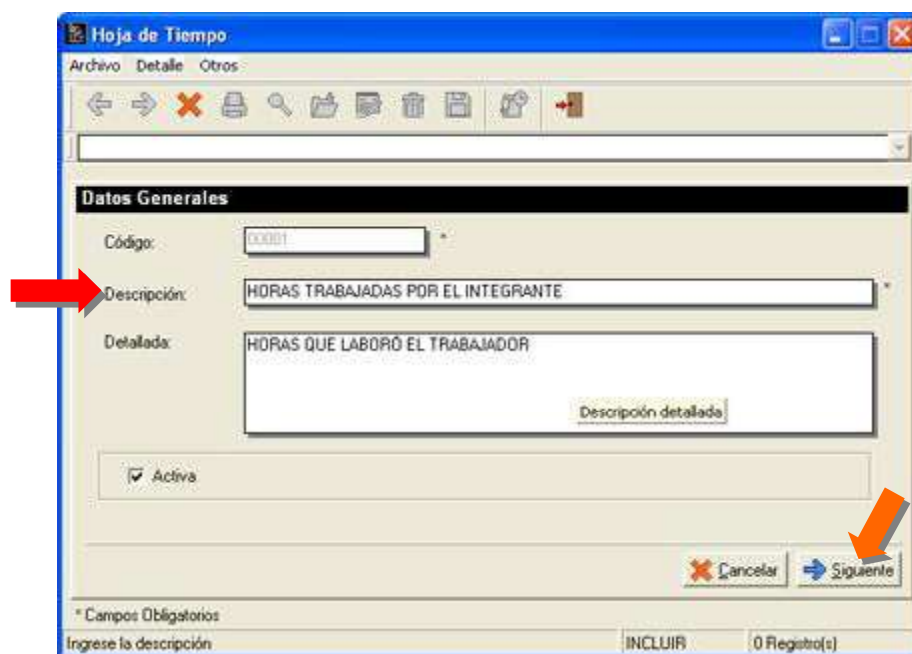 Hoja de Tiempo
Archivo Detalle Otros
Datos Generales
Código: 00001 *
Descripción: HORAS TRABAJADAS POR EL INTEGRANTE *
Detallada: HORAS QUE LABORÓ EL TRABAJADOR
Descripción detallada
Activa
Cancelar Siguiente
* Campos Obligatorios
Ingrese la descripción INCLUIR 0 Registro(s)